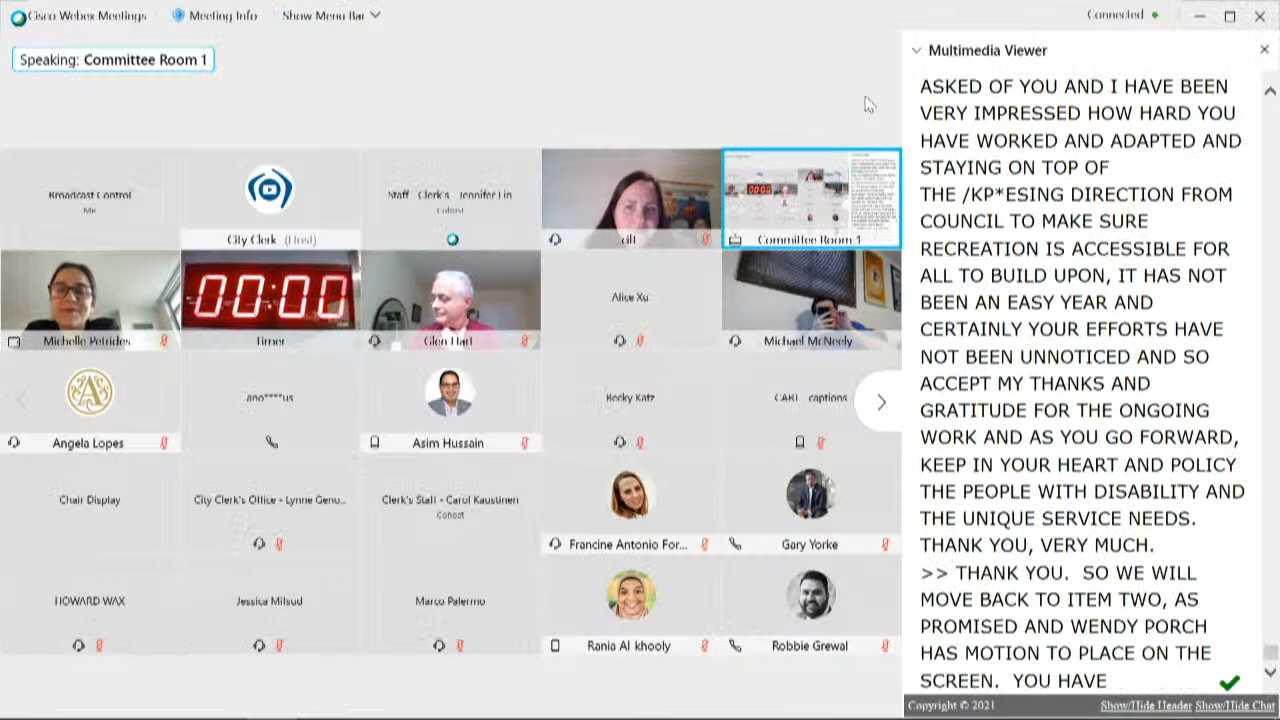 Cisco Webex Meetings
Meeting Info
Show Menu Bar
Connected
Speaking: Committee Room 1
Broadcast Control
Me
City Clerk (Host)
Staff - Clerk's - Jennifer Lin
Cohost
Committee Room 1
Michelle Petrides
00:00
Timer
Glen Hart
Alice Xu
Michael McNeely
A
Angela Lopes
ano****us
Asim Hussain
captions
Chair Display
City Clerk's Office - Lynne Genu...
Clerk's Staff - Carol Kaustinen
Cohost
Francine Antonio For...
Gary Yorke
HOWARD WAX
Marco Palermo
Rania Al khooly
Robbie Grewal
Multimedia Viewer
ASKED OF YOU AND I HAVE BEEN
VERY IMPRESSED HOW HARD YOU
HAVE WORKED AND ADAPTED AND
STAYING ON TOP OF
THE /KP*ESING DIRECTION FROM
COUNCIL TO MAKE SURE
RECREATION IS ACCESSIBLE FOR
ALL TO BUILD UPON, IT HAS NOT
BEEN AN EASY YEAR AND
CERTAINLY YOUR EFFORTS HAVE
NOT BEEN UNNOTICED AND SO
ACCEPT MY THANKS AND
GRATITUDE FOR THE ONGOING
WORK AND AS YOU GO FORWARD,
KEEP IN YOUR HEART AND POLICY
THE PEOPLE WITH DISABILITY AND
THE UNIQUE SERVICE NEEDS.
THANK YOU, VERY MUCH.
>> THANK YOU. SO WE WILL
MOVE BACK TO ITEM TWO, AS
PROMISED AND WENDY PORCH
HAS MOTION TO PLACE ON THE
SCREEN. YOU HAVE
Copyright © 2021
Show/Hide Header Show/Hide Chat